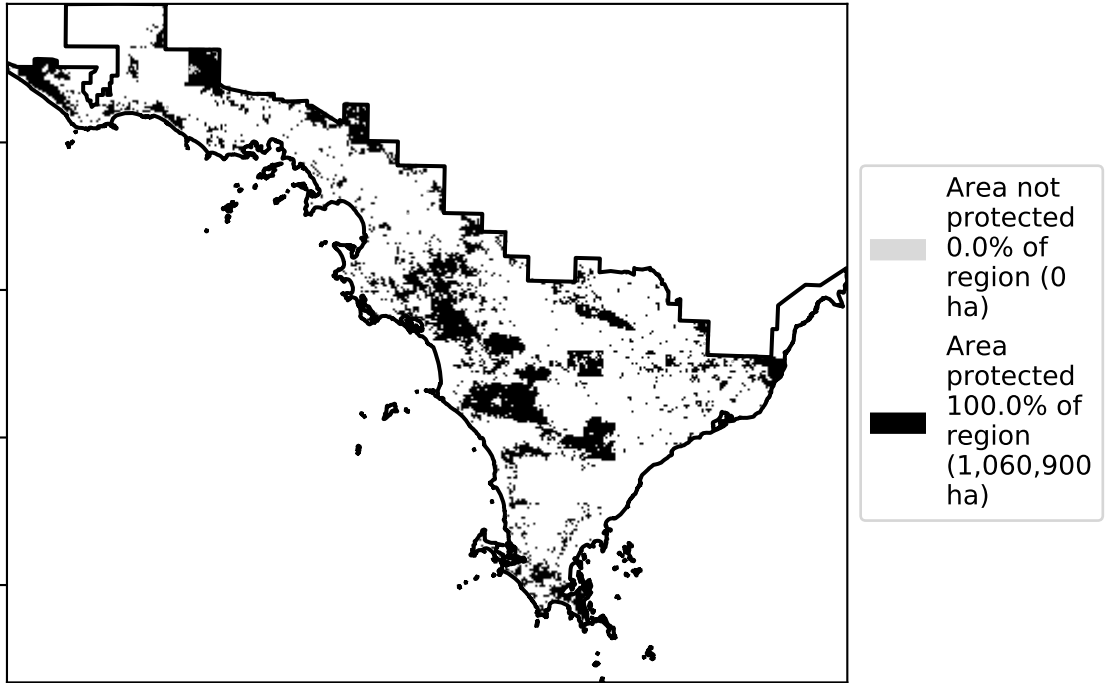 Area not
protected
0.0% of
region (0
ha)
Area
protected
100.0% of
region
(1,060,900
ha)